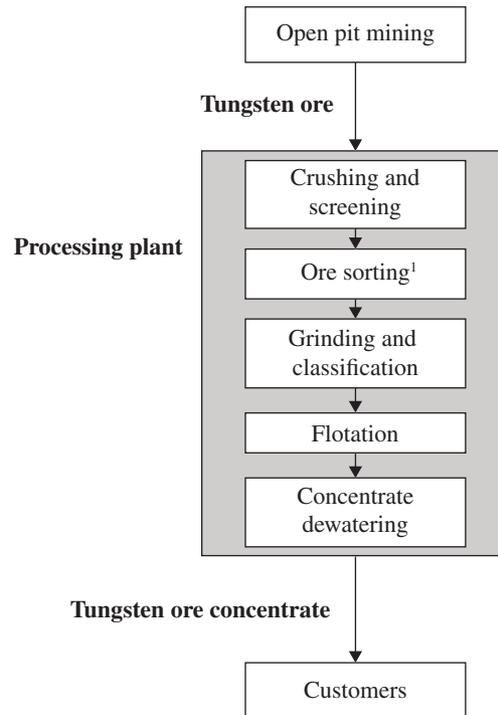 Open pit mining
Tungsten ore
Crushing and
screening
Processing plant
Ore sorting¹
Grinding and
classification
Flotation
Concentrate
dewatering
Tungsten ore concentrate
Customers